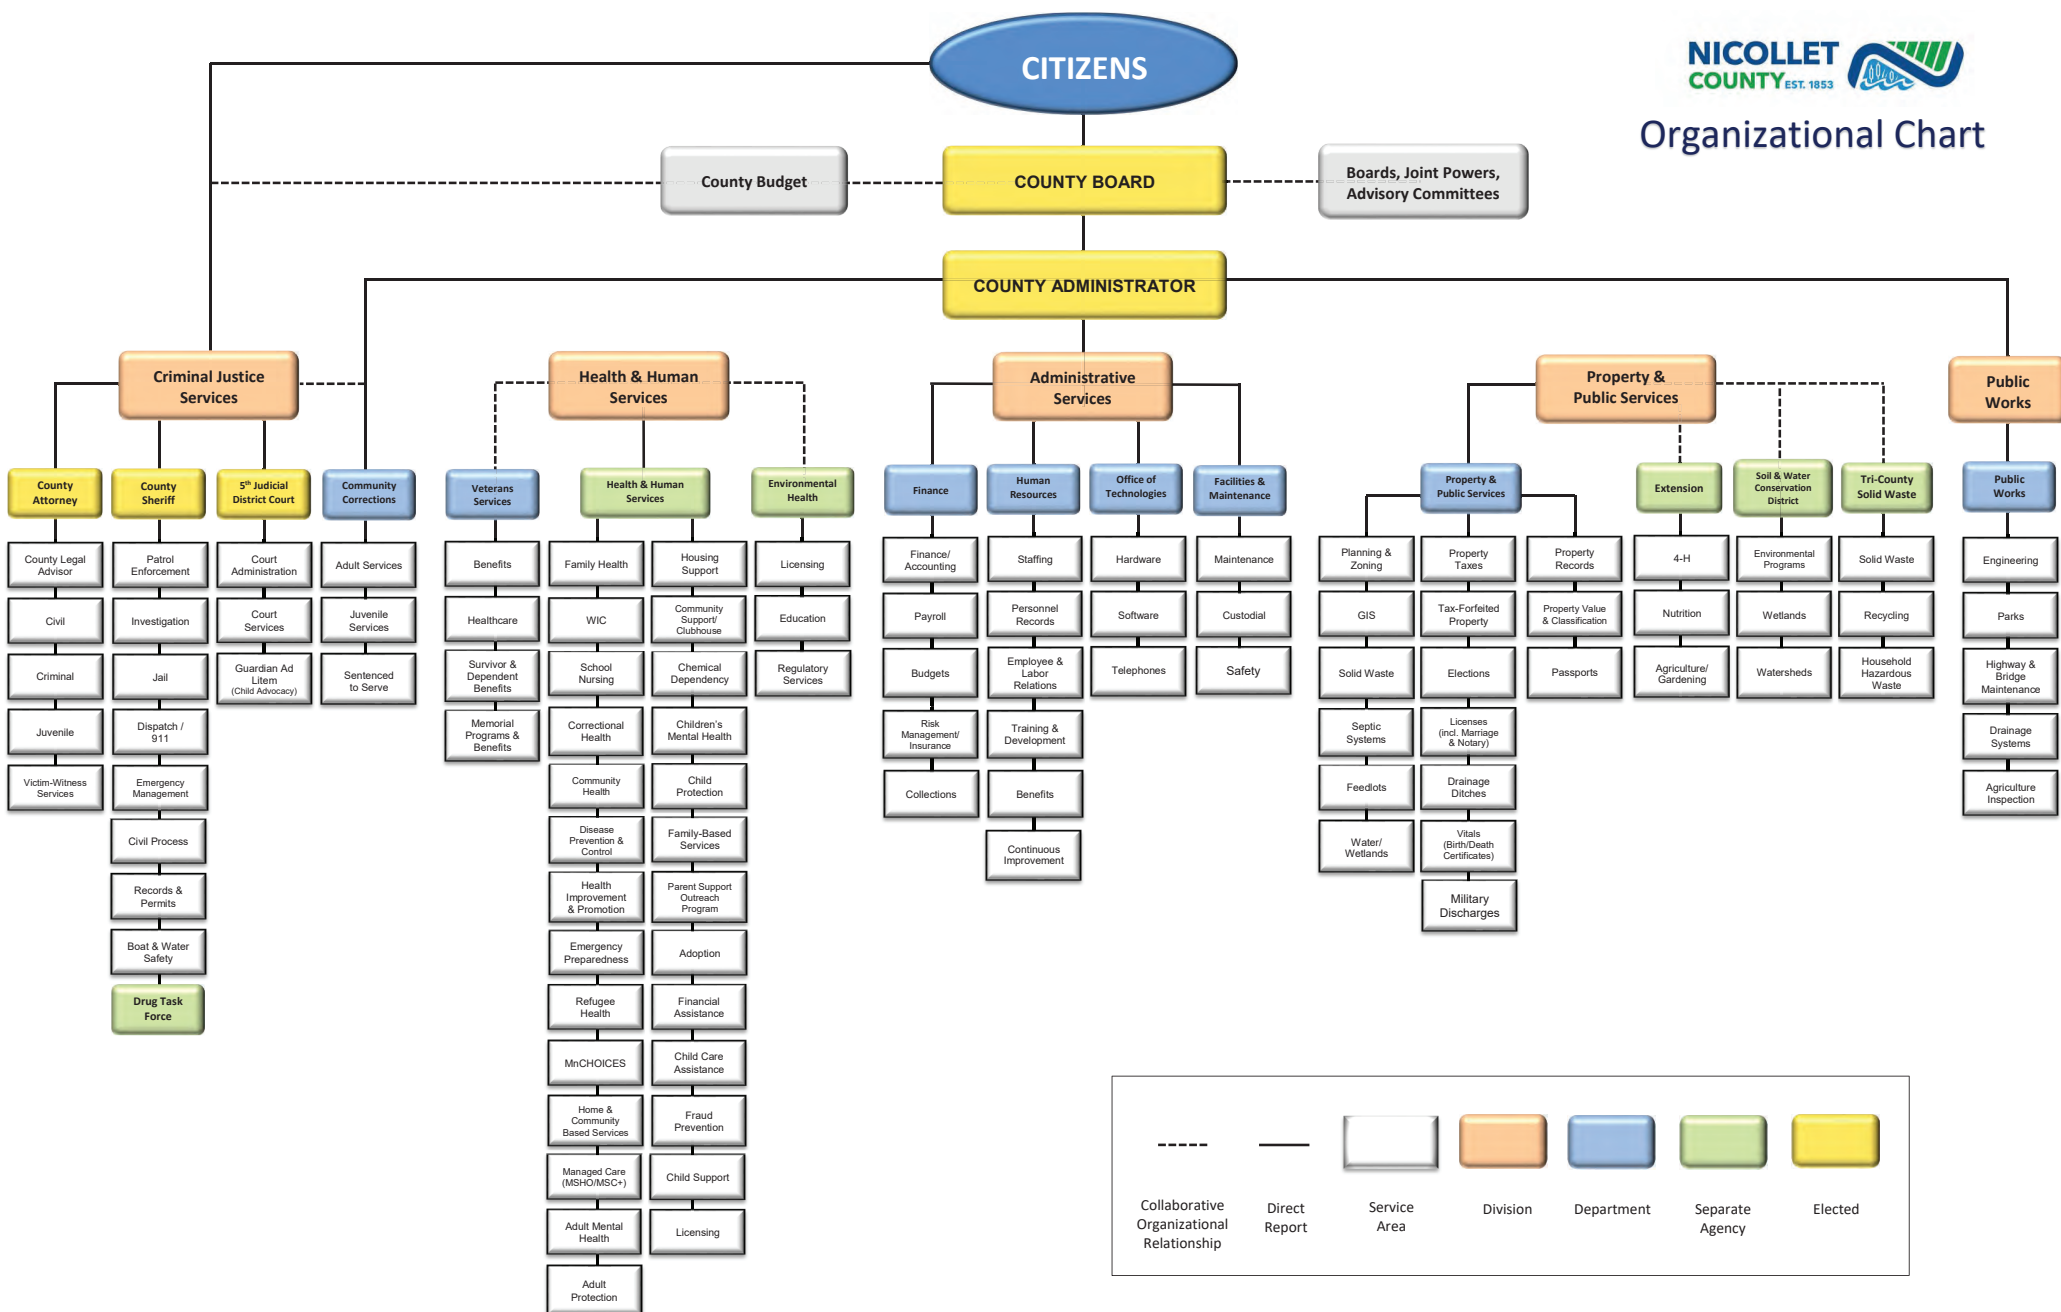 CITIZENS
NICOLLET
COUNTY EST. 1853
Organizational Chart
County Budget
COUNTY BOARD
Boards, Joint Powers,
Advisory Committees
COUNTY ADMINISTRATOR
Criminal Justice
Services
Health & Human
Services
Administrative
Services
Property &
Public Services
Public
Works
County
Attorney
County
Sheriff
5th Judicial
District Court
Community
Corrections
Veterans
Services
Health & Human
Services
Environmental
Health
Finance
Human
Resources
Office of
Technologies
Facilities &
Maintenance
Property &
Public Services
Extension
Soil & Water
Conservation
District
Tri-County
Solid Waste
Public
Works
County Legal
Advisor
Civil
Criminal
Juvenile
Victim-Witness
Services
Patrol
Enforcement
Investigation
Jail
Dispatch /
911
Emergency
Management
Civil Process
Records &
Permits
Boat & Water
Safety
Drug Task
Force
Court
Administration
Court
Services
Guardian Ad
Litem
(Child Advocacy)
Adult Services
Juvenile
Services
Sentenced
to Serve
Benefits
Healthcare
Survivor &
Dependent
Benefits
Memorial
Programs &
Benefits
Family Health
WIC
School
Nursing
Correctional
Health
Community
Health
Disease
Prevention &
Control
Health
Improvement
& Promotion
Emergency
Preparedness
Refugee
Health
MnCHOICES
Home &
Community
Based Services
Managed Care
(MSHO/MSC+)
Adult Mental
Health
Adult
Protection
Housing
Support
Community
Support/
Clubhouse
Chemical
Dependency
Children's
Mental Health
Child
Protection
Family-Based
Services
Parent Support
Outreach
Program
Adoption
Financial
Assistance
Child Care
Assistance
Fraud
Prevention
Child Support
Licensing
Licensing
Education
Regulatory
Services
Finance/
Accounting
Payroll
Budgets
Risk
Management/
Insurance
Collections
Staffing
Personnel
Records
Employee &
Labor
Relations
Training &
Development
Benefits
Continuous
Improvement
Hardware
Software
Telephones
Maintenance
Custodial
Safety
Planning &
Zoning
GIS
Solid Waste
Septic
Systems
Feedlots
Water/
Wetlands
Property
Taxes
Tax-Forfeited
Property
Elections
Licenses
(incl. Marriage
& Notary)
Drainage
Ditches
Vitals
(Birth/Death
Certificates)
Military
Discharges
Property
Records
Property Value
& Classification
Passports
4-H
Nutrition
Agriculture/
Gardening
Environmental
Programs
Wetlands
Watersheds
Solid Waste
Recycling
Household
Hazardous
Waste
Engineering
Parks
Highway &
Bridge
Maintenance
Drainage
Systems
Agriculture
Inspection
Collaborative
Organizational
Relationship
Direct
Report
Service
Area
Division
Department
Separate
Agency
Elected